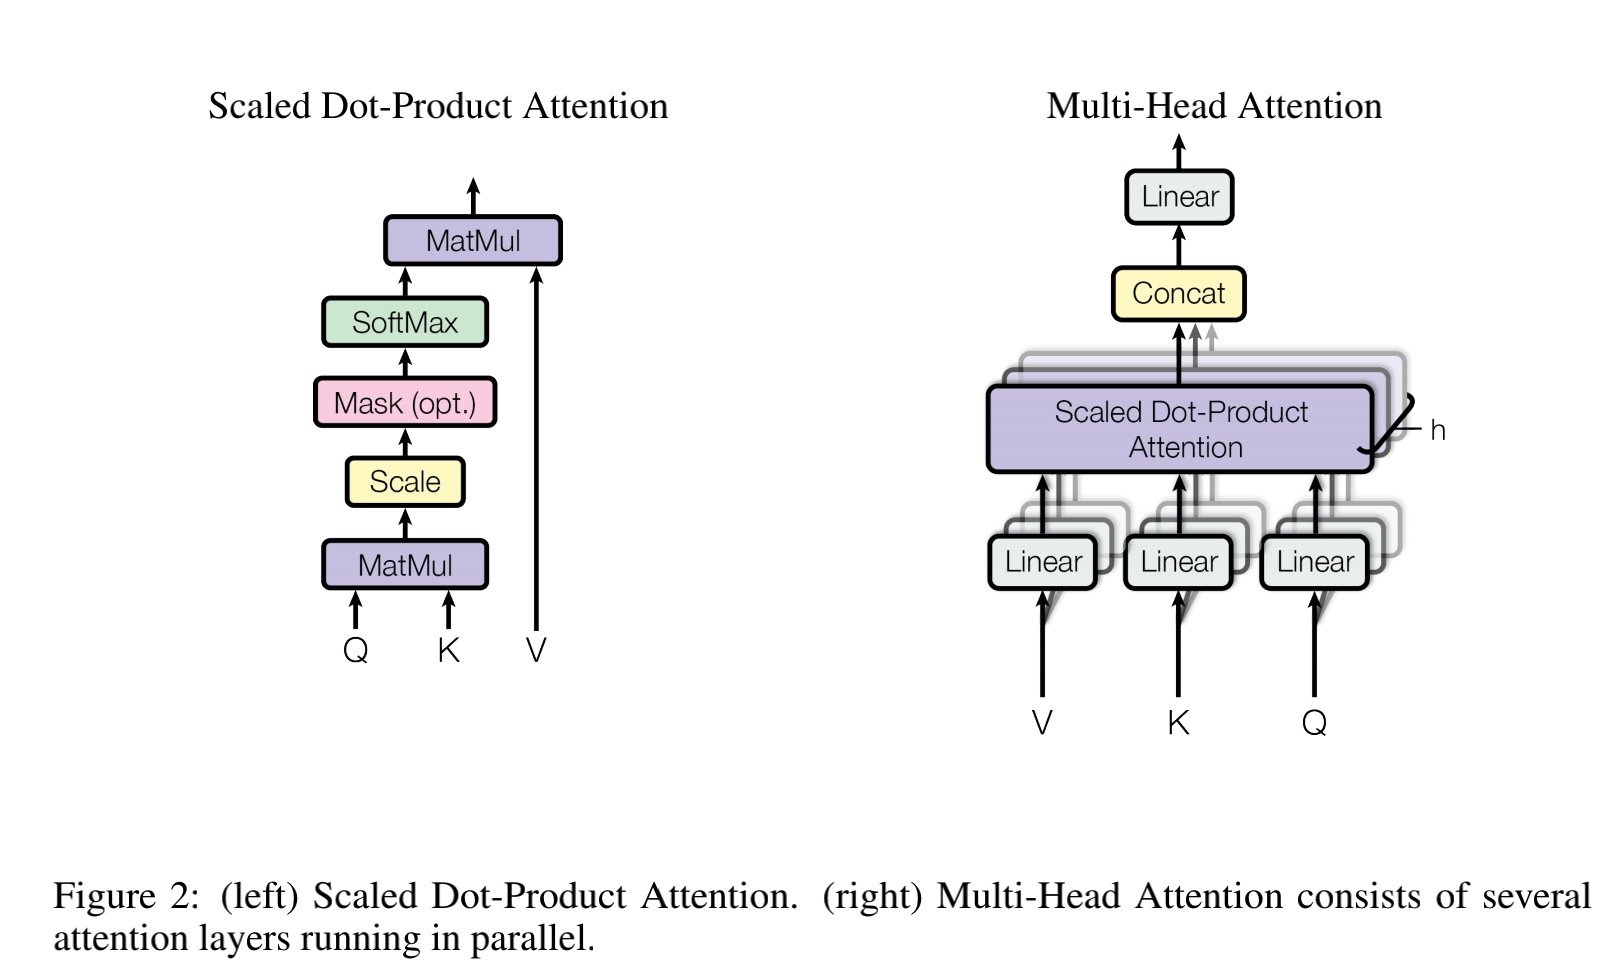 Scaled Dot-Product Attention
MatMul
SoftMax
Mask (opt.)
Scale
MatMul
Q K V
Multi-Head Attention
Linear
Concat
Scaled Dot-Product
Attention
h
Linear Linear Linear
V K Q
Figure 2: (left) Scaled Dot-Product Attention. (right) Multi-Head Attention consists of several
attention layers running in parallel.